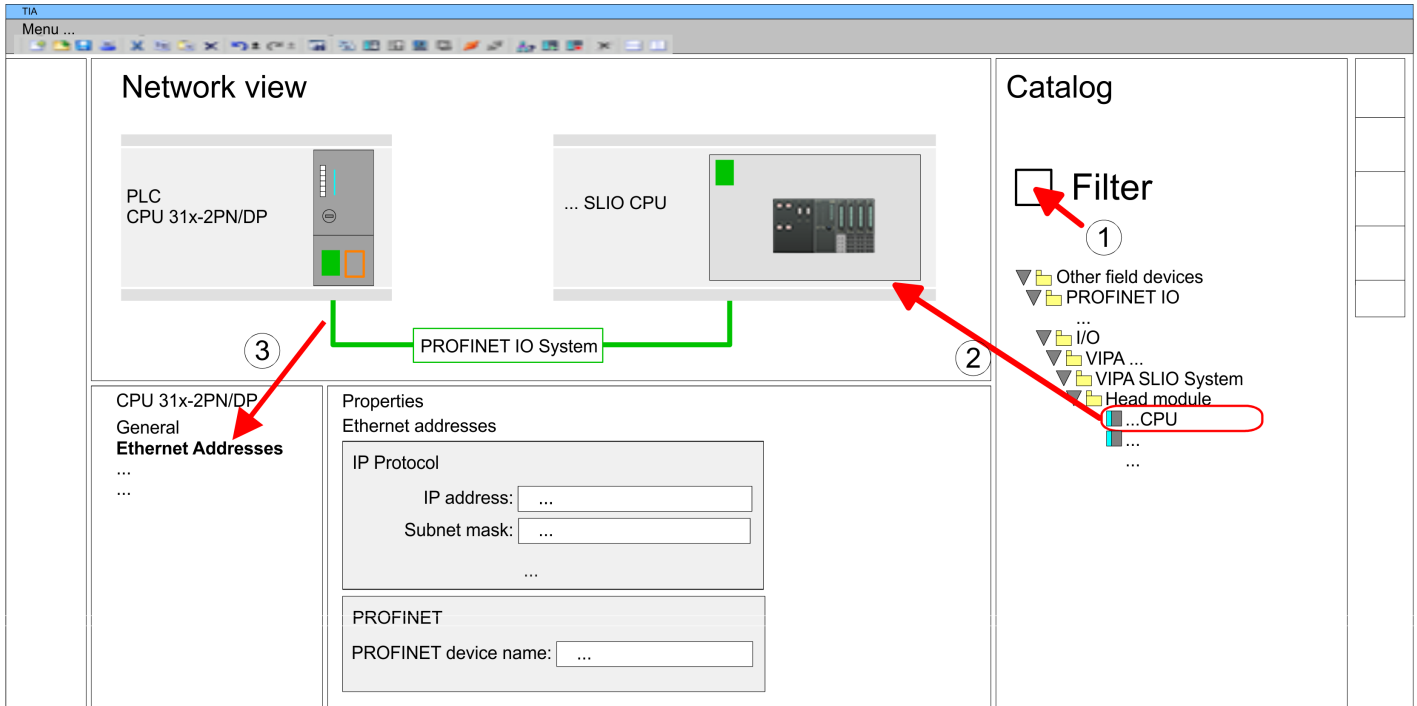 TIA
Menu ...
Network view
PLC
CPU 31x-2PN/DP
... SLIO CPU
PROFINET IO System
3
2
Catalog
Filter
1
Other field devices
PROFINET IO
...
I/O
VIPA ...
VIPA SLIO System
Head module
...CPU
...
...
CPU 31x-2PN/DP
General
Ethernet Addresses
...
...
Properties
Ethernet addresses
IP Protocol
IP address: ...
Subnet mask: ...
...
PROFINET
PROFINET device name: ...